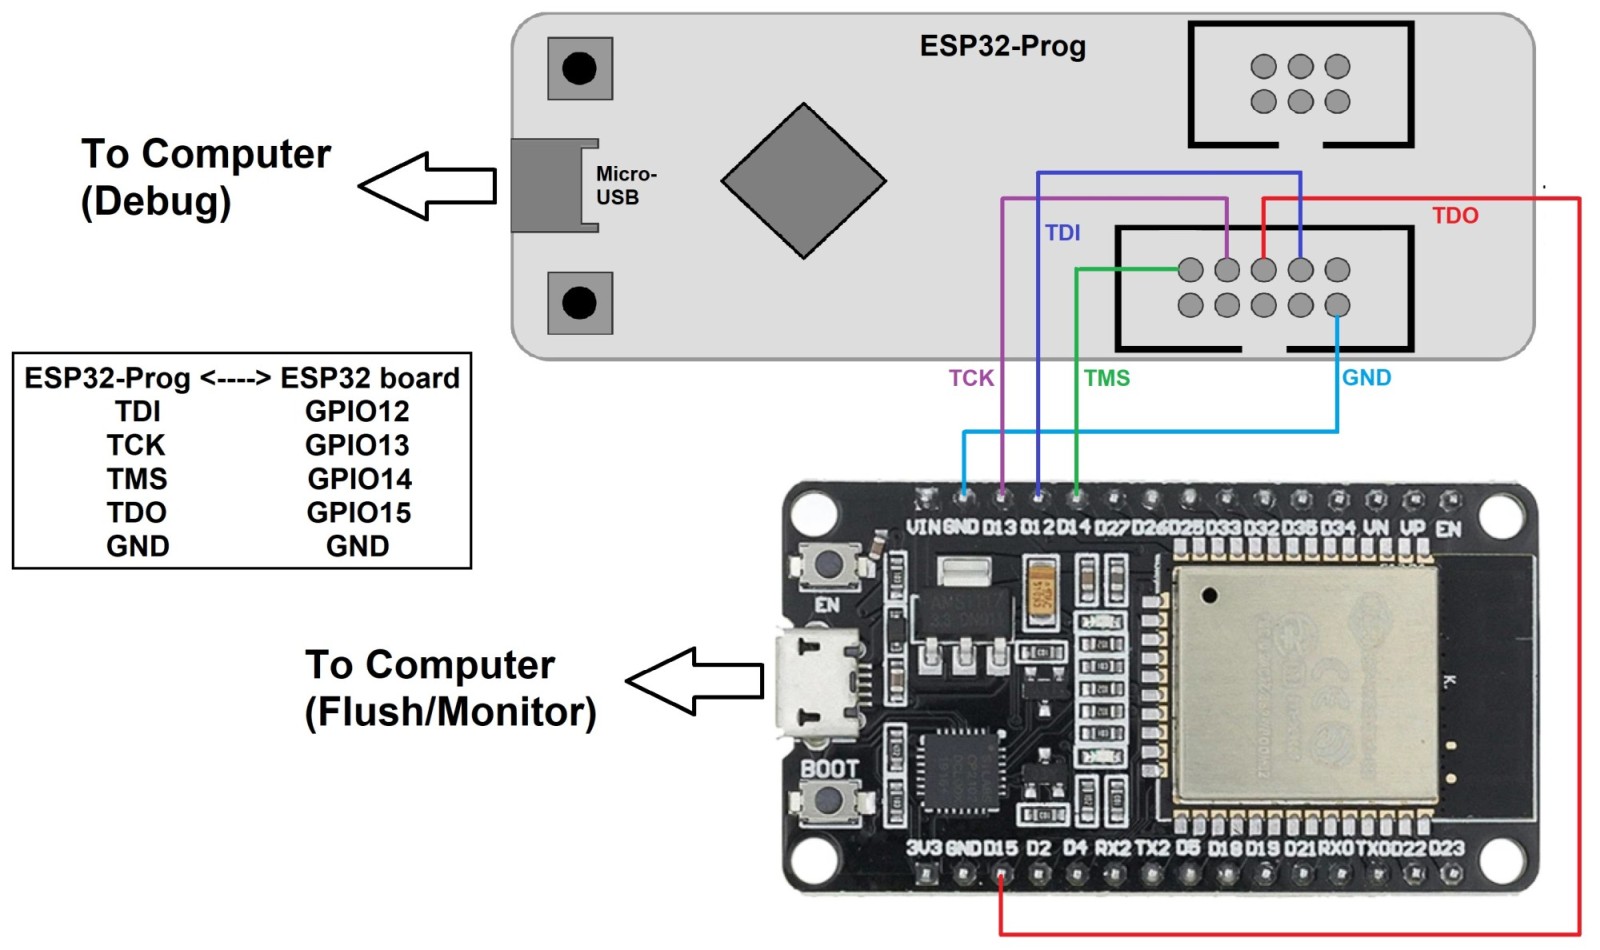 ESP32-Prog
To Computer
(Debug)
Micro-
USB
TDI
TDO
TCK
TMS
GND
ESP32-Prog <----> ESP32 board
TDI GPIO12
TCK GPIO13
TMS GPIO14
TDO GPIO15
GND GND
VIN GND D13 D12 D14 D27 D26 D25 D33 D32 D35 D34 VN VP EN
EN
AMS1117
To Computer
(Flush/Monitor)
BOOT
3V3 GND D15 D2 D4 RX2 TX2 D5 D18 D19 D21 RX0 TX0 D22 D23